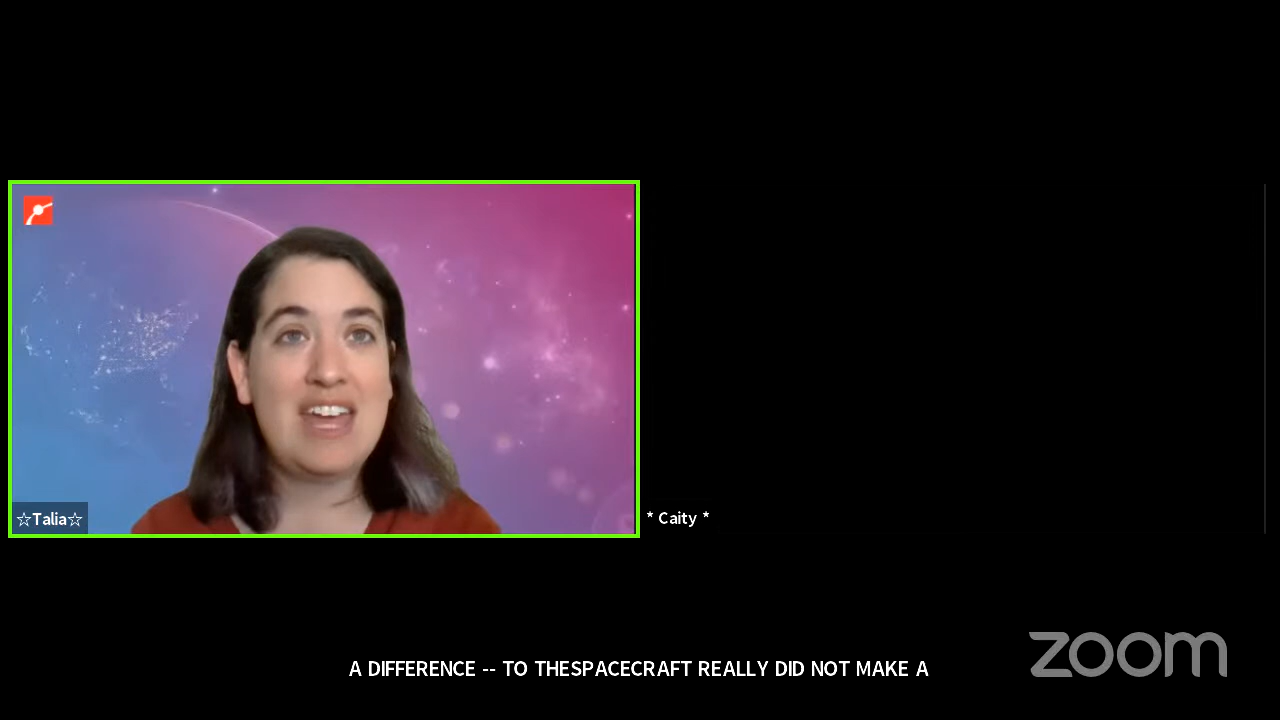 ☆Talia☆
* Caity *
A DIFFERENCE -- TO THESPACECRAFT REALLY DID NOT MAKE A
zoom